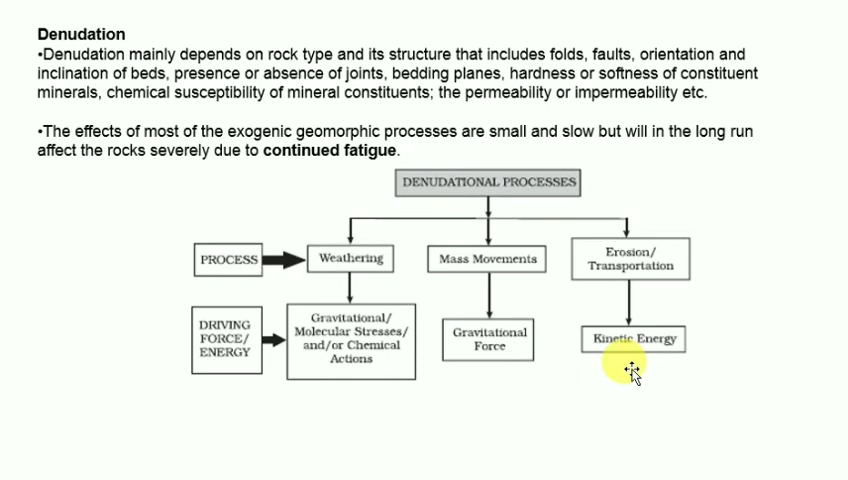 Denudation
•Denudation mainly depends on rock type and its structure that includes folds, faults, orientation and
inclination of beds, presence or absence of joints, bedding planes, hardness or softness of constituent
minerals, chemical susceptibility of mineral constituents; the permeability or impermeability etc.
•The effects of most of the exogenic geomorphic processes are small and slow but will in the long run
affect the rocks severely due to continued fatigue.
DENUDATIONAL PROCESSES
PROCESS
Weathering
Mass Movements
Erosion/
Transportation
DRIVING
FORCE/
ENERGY
Gravitational/
Molecular Stresses/
and/or Chemical
Actions
Gravitational
Force
Kinetic Energy